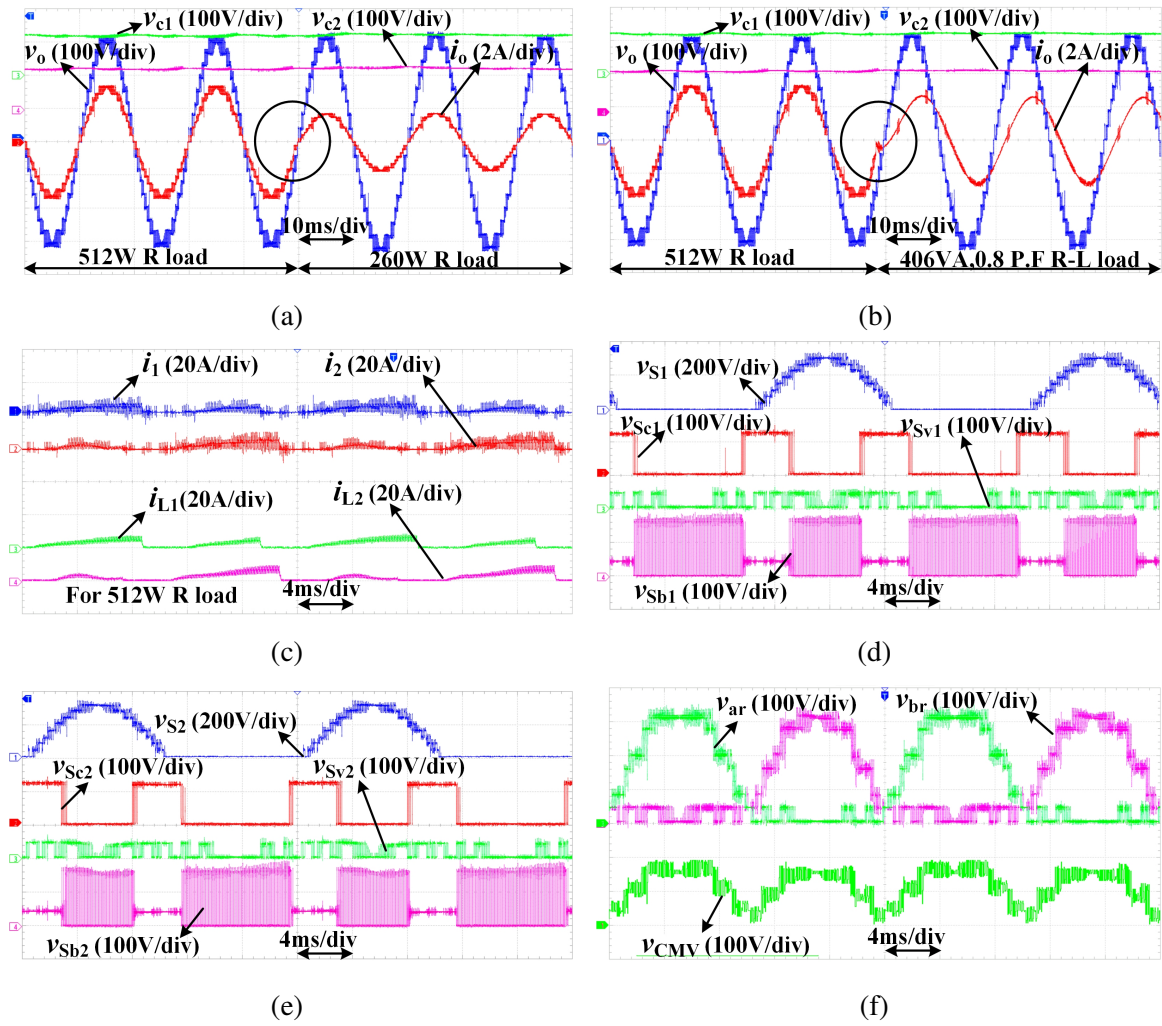 vc1 (100V/div)
vc2 (100V/div)
vo (100V/div)
io (2A/div)
10ms/div
512W R load
260W R load
(a)
vc1 (100V/div)
vc2 (100V/div)
vo (100V/div)
io (2A/div)
10ms/div
512W R load
406VA,0.8 P.F R-L load
(b)
i1 (20A/div)
i2 (20A/div)
iL1(20A/div)
iL2 (20A/div)
For 512W R load
4ms/div
(c)
vS1 (200V/div)
vSc1 (100V/div)
vSv1 (100V/div)
vSb1 (100V/div)
4ms/div
(d)
vS2 (200V/div)
vSc2 (100V/div)
vSv2 (100V/div)
vSb2 (100V/div)
4ms/div
(e)
var (100V/div)
vbr (100V/div)
vCMV (100V/div)
4ms/div
(f)